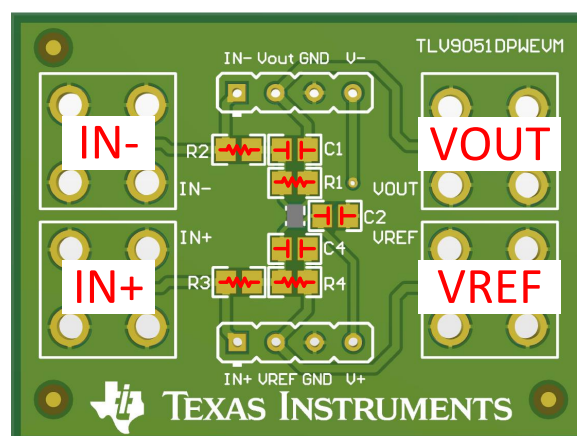 TLV9051DPWEVM
IN- Vout GND V-
IN-
VOUT
R2
C1
R1
IN-
VOUT
C2
IN+
VREF
C4
IN+
VREF
R3
R4
IN+ VREF GND V+
ti
TEXAS INSTRUMENTS